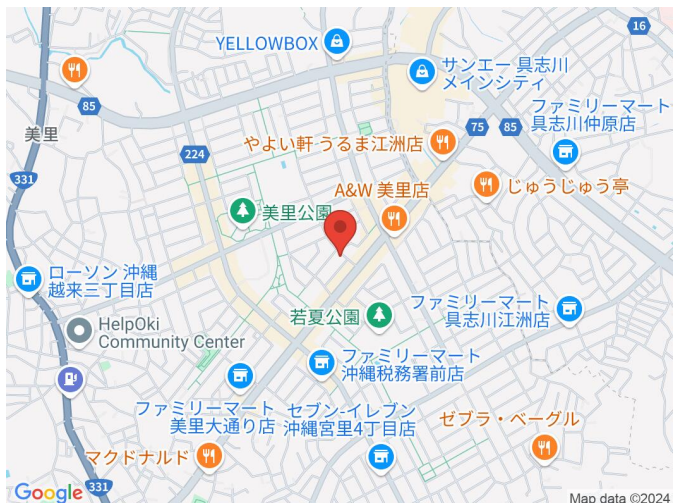 YELLOWBOX
16
サンエー 具志川
メインシティ
85
ファミリーマート
具志川仲原店
美里
やよい軒 うるま江洲店
75
85
224
331
A&W 美里店
じゅうじゅう亭
美里公園
ローソン 沖縄
越来三丁目店
HelpOki
Community Center
若夏公園
ファミリーマート
具志川江洲店
ファミリーマート
沖縄税務署前店
ファミリーマート
美里大通り店
セブン-イレブン
沖縄宮里4丁目店
ゼブラ・ベーグル
マクドナルド
75
331
Google
Map data ©2024